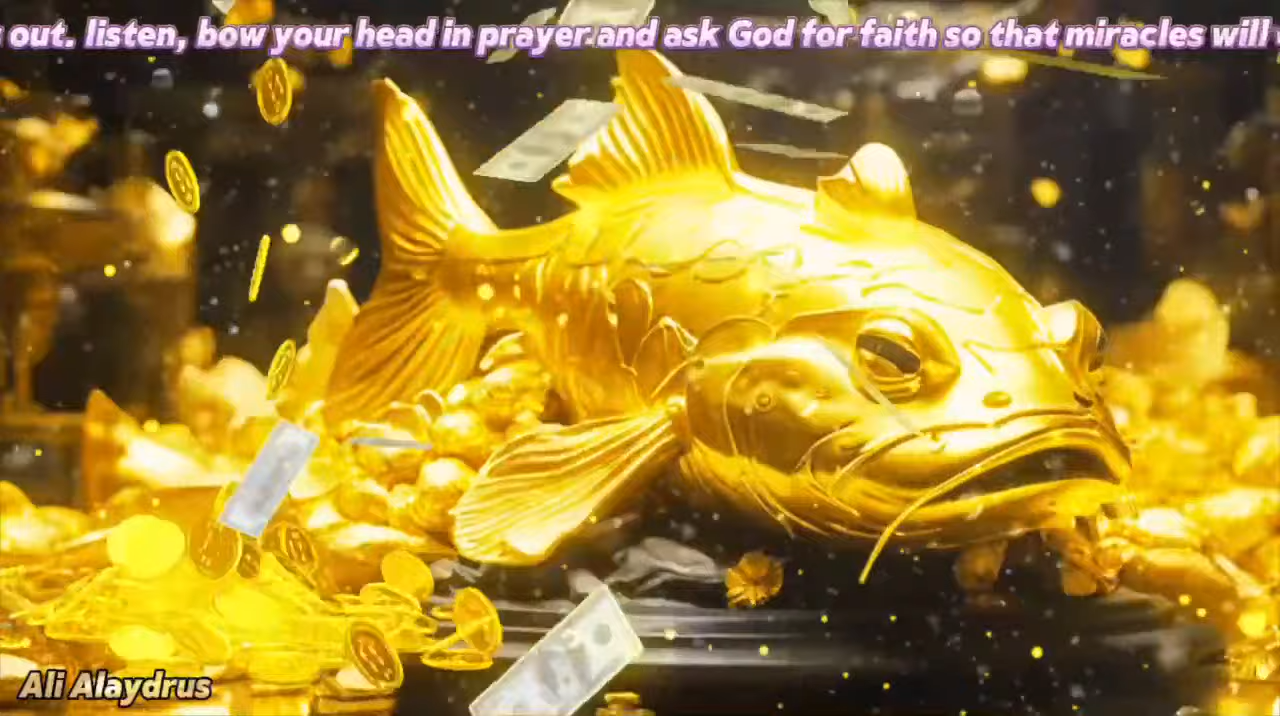 out. listen, bow your head in prayer and ask God for faith so that miracles will
Ali Alaydrus